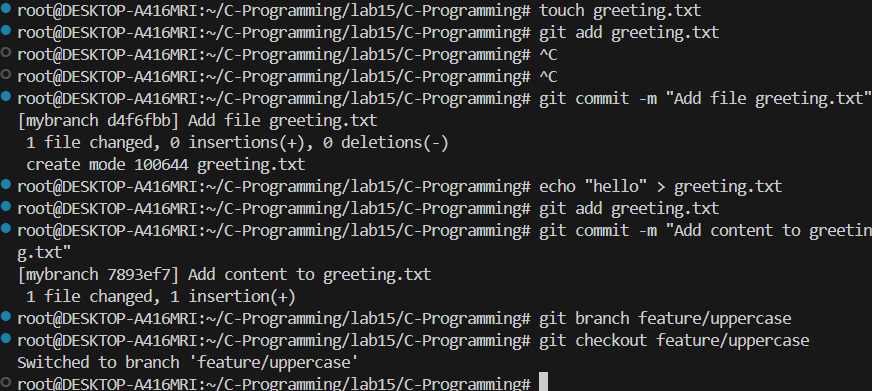 root@DESKTOP-A416MRI:~/C-Programming/lab15/C-Programming# touch greeting.txt
root@DESKTOP-A416MRI:~/C-Programming/lab15/C-Programming# git add greeting.txt
root@DESKTOP-A416MRI:~/C-Programming/lab15/C-Programming# ^C
root@DESKTOP-A416MRI:~/C-Programming/lab15/C-Programming# ^C
root@DESKTOP-A416MRI:~/C-Programming/lab15/C-Programming# git commit -m "Add file greeting.txt"
[mybranch d4f6fbb] Add file greeting.txt
 1 file changed, 0 insertions(+), 0 deletions(-)
 create mode 100644 greeting.txt
root@DESKTOP-A416MRI:~/C-Programming/lab15/C-Programming# echo "hello" > greeting.txt
root@DESKTOP-A416MRI:~/C-Programming/lab15/C-Programming# git add greeting.txt
root@DESKTOP-A416MRI:~/C-Programming/lab15/C-Programming# git commit -m "Add content to greetin
g.txt"
[mybranch 7893ef7] Add content to greeting.txt
 1 file changed, 1 insertion(+)
root@DESKTOP-A416MRI:~/C-Programming/lab15/C-Programming# git branch feature/uppercase
root@DESKTOP-A416MRI:~/C-Programming/lab15/C-Programming# git checkout feature/uppercase
Switched to branch 'feature/uppercase'
root@DESKTOP-A416MRI:~/C-Programming/lab15/C-Programming#